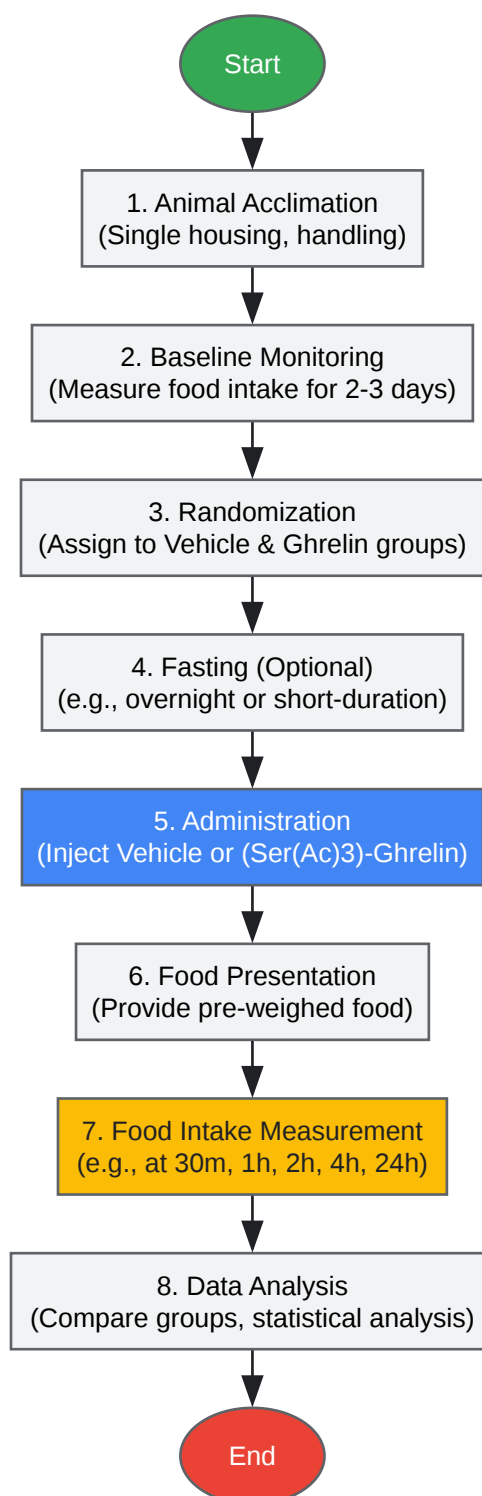 Start
1. Animal Acclimation
(Single housing, handling)
2. Baseline Monitoring
(Measure food intake for 2-3 days)
3. Randomization
(Assign to Vehicle & Ghrelin groups)
4. Fasting (Optional)
(e.g., overnight or short-duration)
5. Administration
(Inject Vehicle or (Ser(Ac)3)-Ghrelin)
6. Food Presentation
(Provide pre-weighed food)
7. Food Intake Measurement
(e.g., at 30m, 1h, 2h, 4h, 24h)
8. Data Analysis
(Compare groups, statistical analysis)
End